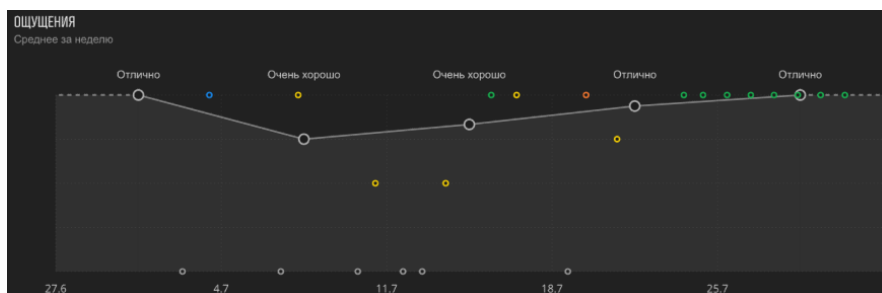 ОЩУЩЕНИЯ
Среднее за неделю
Отлично Очень хорошо Очень хорошо Отлично Отлично
27.6 4.7 11.7 18.7 25.7